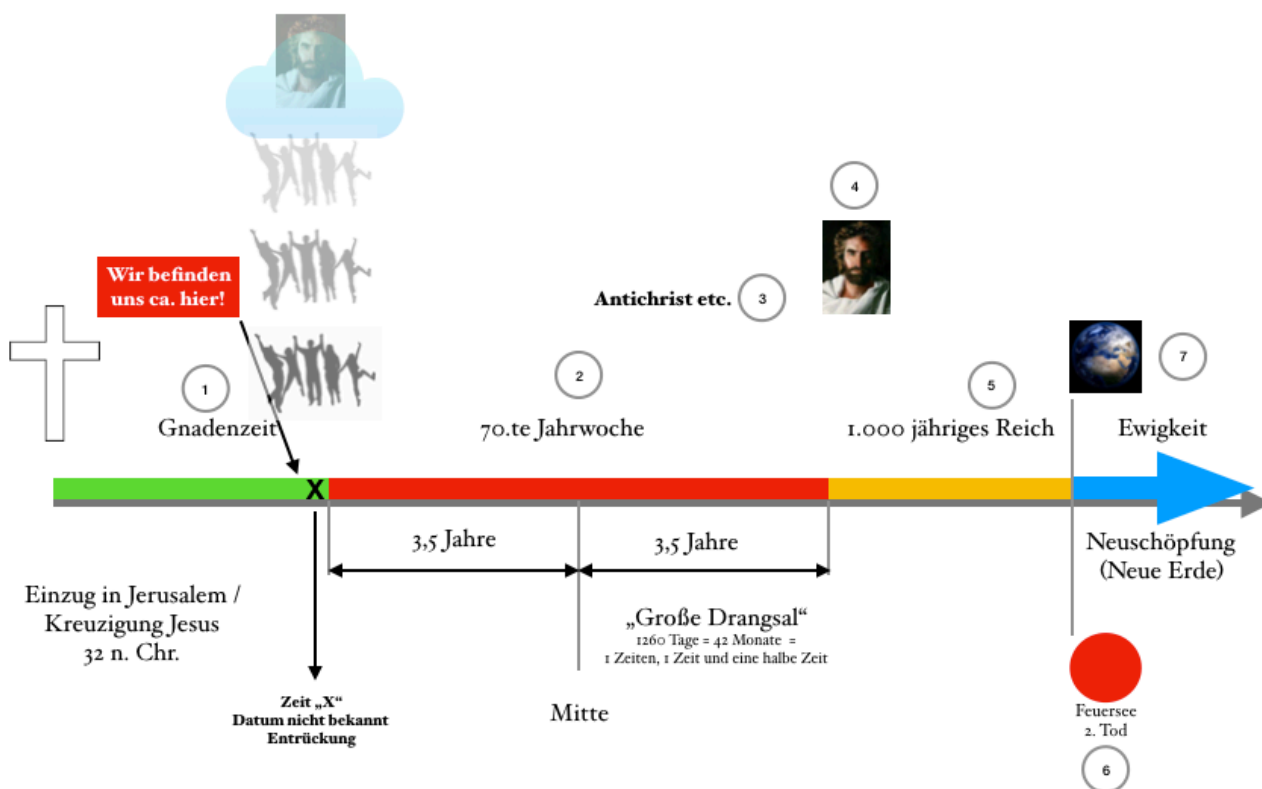 4
Wir befinden
uns ca. hier!
Antichrist etc.
3
1
2
5
7
Gnadenzeit
70.te Jahrwoche
1.000 jähriges Reich
Ewigkeit
X
3,5 Jahre
3,5 Jahre
Neuschöpfung
(Neue Erde)
Einzug in Jerusalem /
Kreuzigung Jesus
32 n. Chr.
„Große Drangsal“
1260 Tage = 42 Monate =
1 Zeiten, 1 Zeit und eine halbe Zeit
Zeit „X“
Datum nicht bekannt
Entrückung
Mitte
Feuersee
2. Tod
6